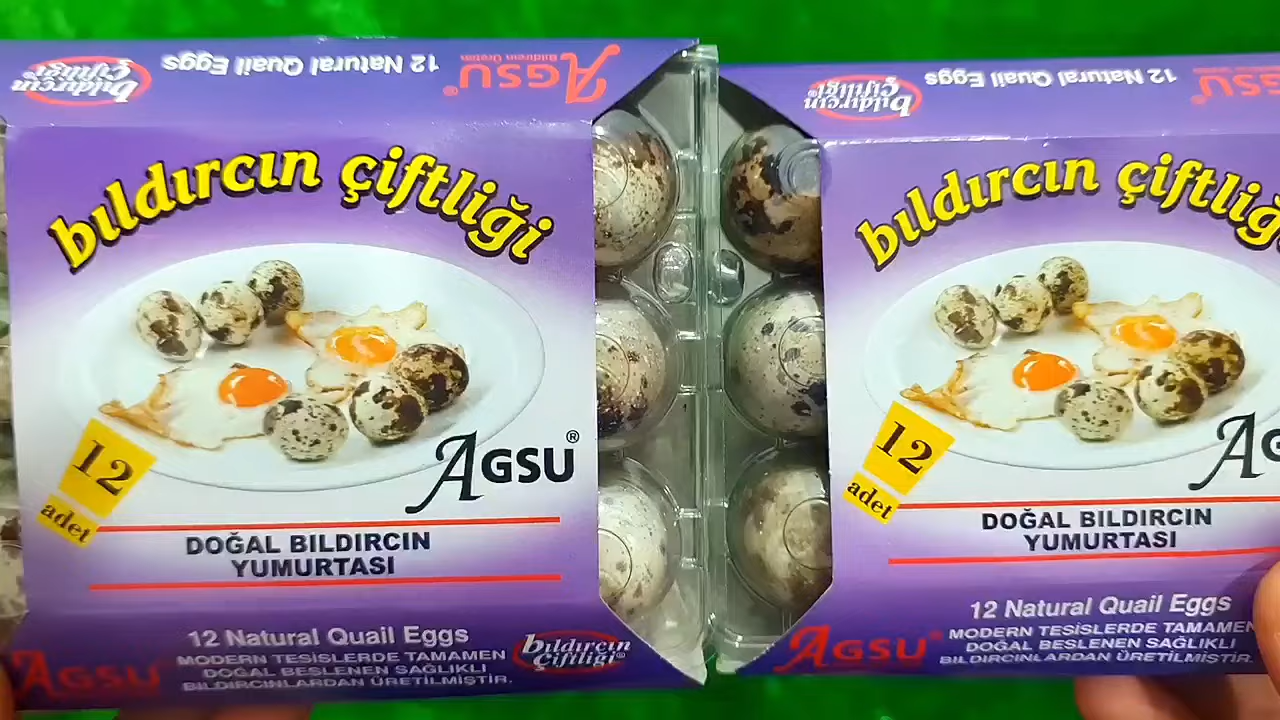 bıldırcın
Çiftliği®
12 Natural Quail Eggs
AGSU®
Bıldırcın Üretim
bıldırcın çiftliği
12
adet
AGSU®
DOĞAL BILDIRCIN
YUMURTASI
12 Natural Quail Eggs
AGSU
MODERN TESİSLERDE TAMAMEN
DOĞAL BESLENEN SAĞLIKLI
BILDIRCINLARDAN ÜRETİLMİŞTİR.
bıldırcın
Çiftliği®
bıldırcın
Çiftliği®
12 Natural Quail Eggs
bıldırcın
12
adet
DOĞAL BILDIRCIN
YUMURTASI
12 Natural Quail Eggs
AGSU
MODERN TESİSLERDE TAMAMEN
DOĞAL BESLENEN SAĞLIKLI
BILDIRCINLARDAN ÜRETİLMİŞTİR.